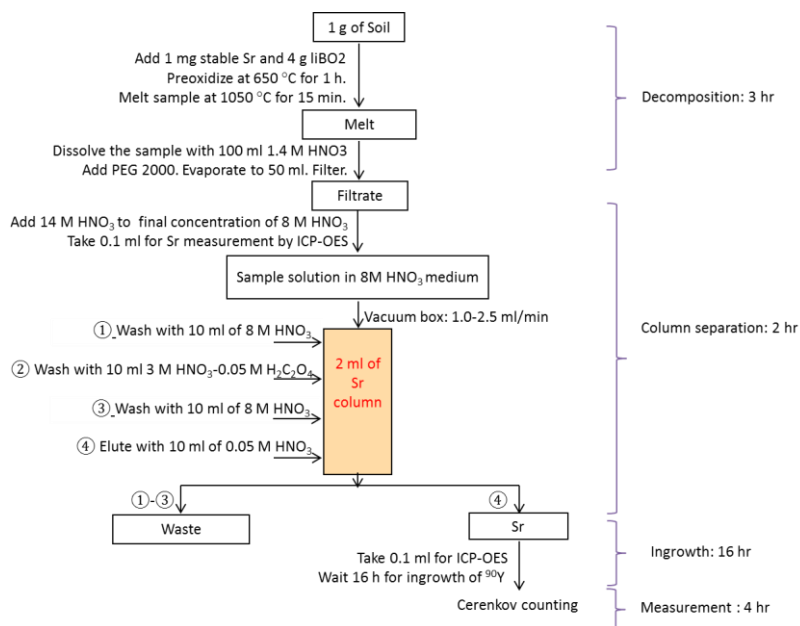 1 g of Soil
Add 1 mg stable Sr and 4 g liBO2
Preoxidize at 650 °C for 1 h.
Melt sample at 1050 °C for 15 min.
Decomposition: 3 hr
Melt
Dissolve the sample with 100 ml 1.4 M HNO3
Add PEG 2000. Evaporate to 50 ml. Filter.
Filtrate
Add 14 M HNO₃ to final concentration of 8 M HNO₃
Take 0.1 ml for Sr measurement by ICP-OES
Sample solution in 8M HNO₃ medium
Vacuum box: 1.0-2.5 ml/min
Column separation: 2 hr
① Wash with 10 ml of 8 M HNO₃
② Wash with 10 ml 3 M HNO₃-0.05 M H₂C₂O₄
2 ml of
Sr
column
③ Wash with 10 ml of 8 M HNO₃
④ Elute with 10 ml of 0.05 M HNO₃
①-③
④
Waste
Sr
Take 0.1 ml for ICP-OES
Wait 16 h for ingrowth of ⁹⁰Y
Ingrowth: 16 hr
Cerenkov counting
Measurement : 4 hr